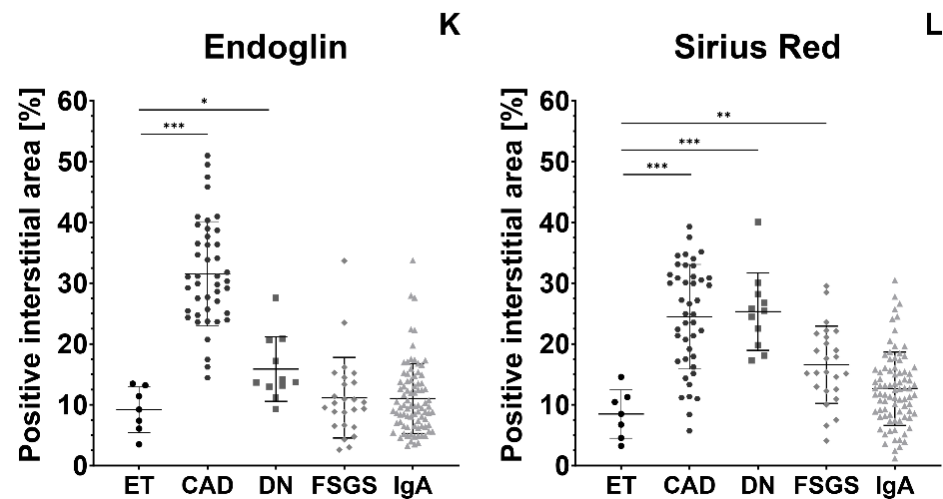 K
L
Endoglin
Sirius Red
Positive interstitial area [%]
60
50
40
30
20
10
0
*
***
ET CAD DN FSGS IgA
Positive interstitial area [%]
60
50
40
30
20
10
0
**
***
***
ET CAD DN FSGS IgA